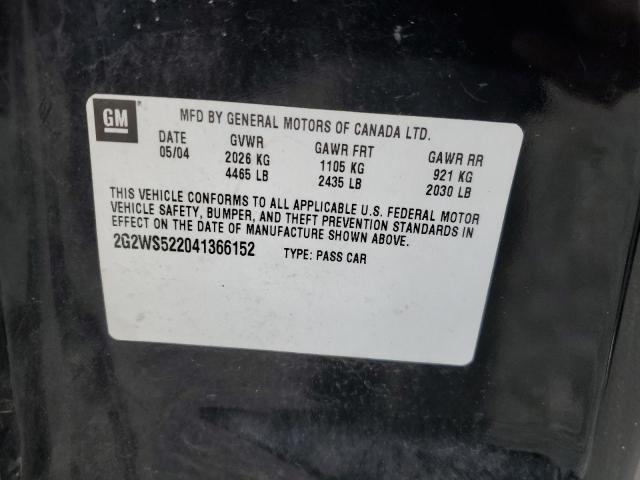 GM
MFD BY GENERAL MOTORS OF CANADA LTD.
DATE GVWR GAWR FRT GAWR RR
05/04 2026 KG 1105 KG 921 KG
4465 LB 2435 LB 2030 LB
THIS VEHICLE CONFORMS TO ALL APPLICABLE U.S. FEDERAL MOTOR
VEHICLE SAFETY, BUMPER, AND THEFT PREVENTION STANDARDS IN
EFFECT ON THE DATE OF MANUFACTURE SHOWN ABOVE.
2G2WS522041366152 TYPE: PASS CAR